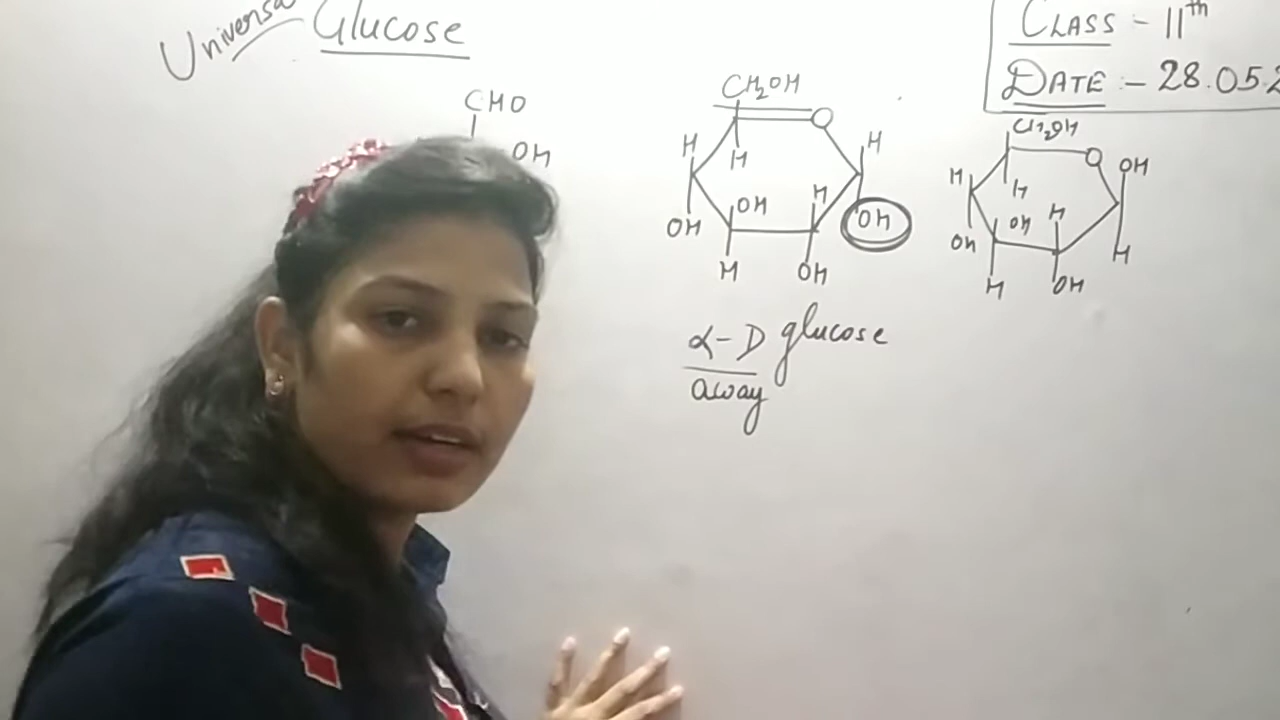 Universa
Glucose
CLASS :- 11th
DATE :- 28.05.2
CHO
OH
CH2OH
O
H
H
H
OH
OH
H
H
OH
OH
CH2OH
O
OH
H
H
OH
OH
H
H
OH
H
α-D glucose
away